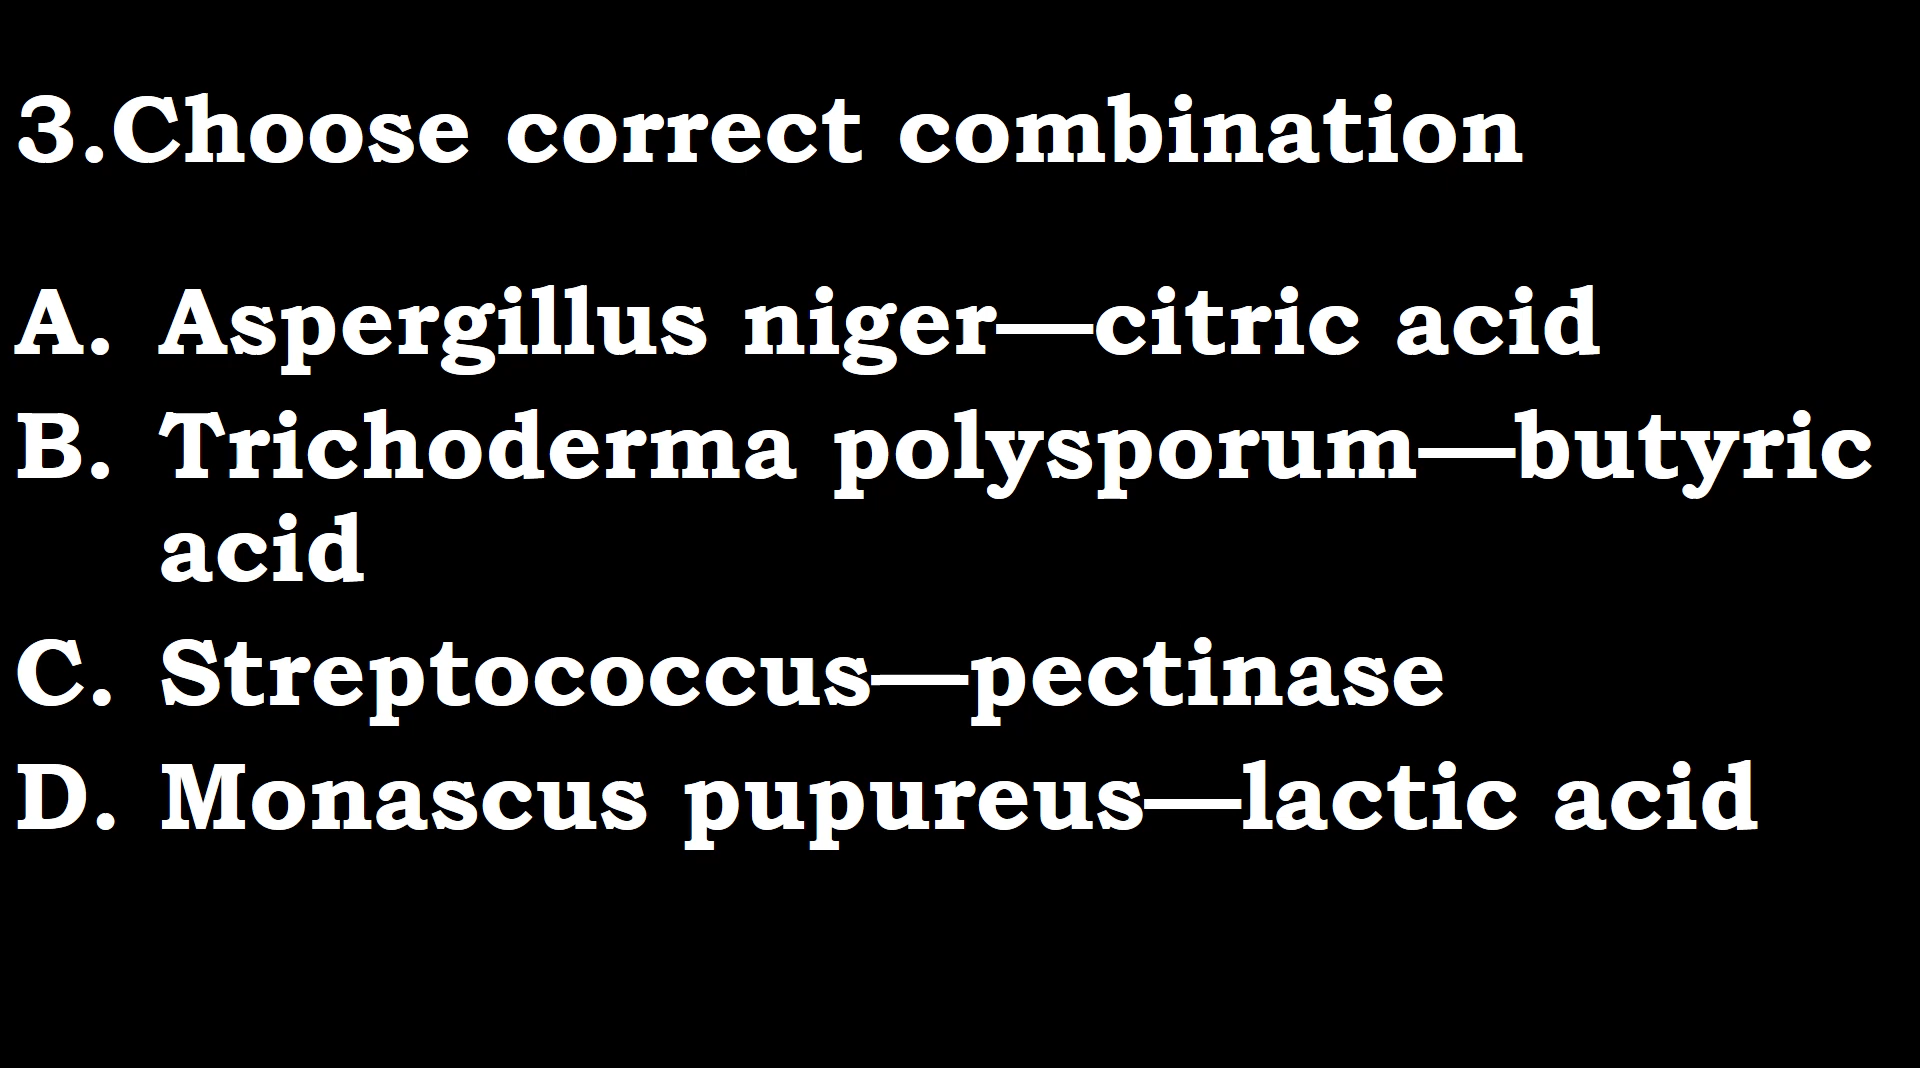 3.Choose correct combination
A. Aspergillus niger—citric acid
B. Trichoderma polysporum—butyric
acid
C. Streptococcus—pectinase
D. Monascus pupureus—lactic acid